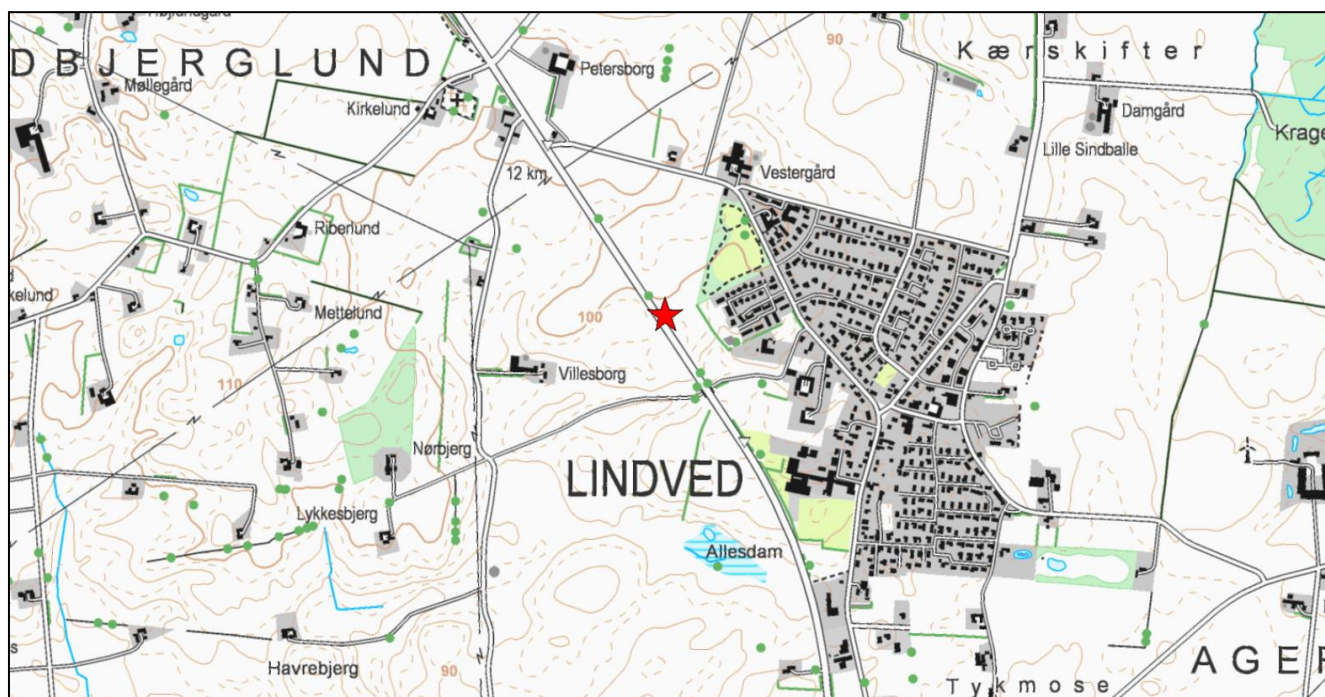 Kærskifter
90
DBJERGLUND
Petersborg
Møllegård
Kirkelund
Damgård
Krage
Lille Sindballe
12 km
Vestergård
Riberlund
Mettelund
100
Villesborg
110
Nørbjerg
LINDVED
Lykkesbjerg
Allesdam
Havrebjerg
90
AGER
Tykmose